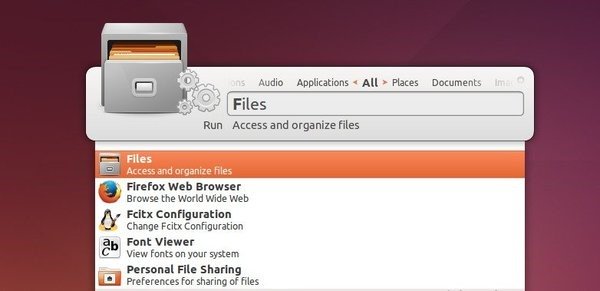 Audio Applications All Places Documents
Files
Run Access and organize files
Files
Access and organize files
Firefox Web Browser
Browse the World Wide Web
Fcitx Configuration
Change Fcitx Configuration
abc
Font Viewer
View fonts on your system
Personal File Sharing
Preferences for sharing of files